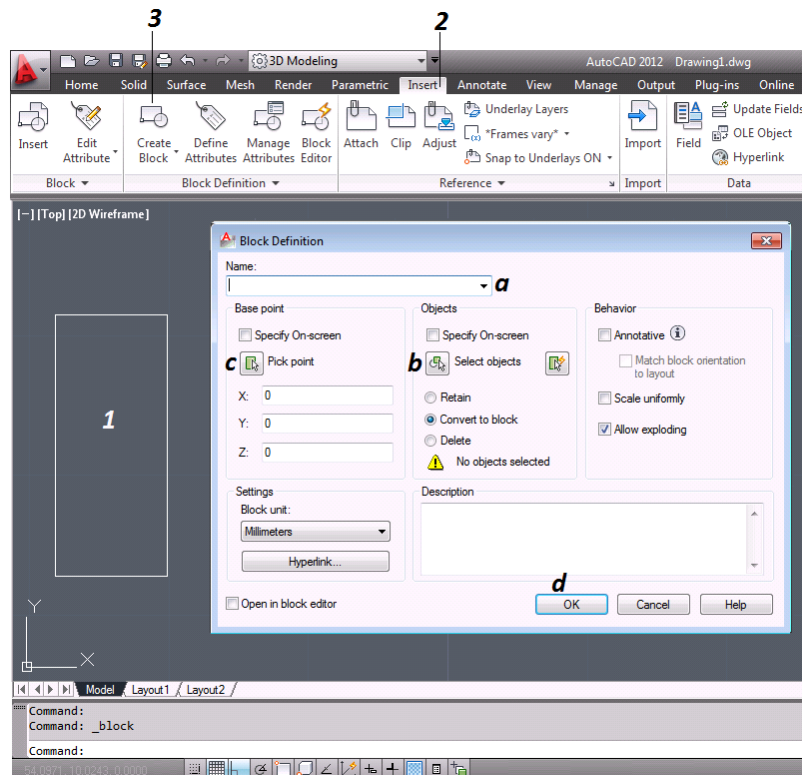 3
2
3D Modeling
AutoCAD 2012 Drawing1.dwg
Home Solid Surface Mesh Render Parametric Insert Annotate View Manage Output Plug-ins Online
Insert
Edit
Attribute
Create
Block
Define
Attributes
Manage
Attributes
Block
Editor
Attach
Clip
Adjust
Underlay Layers
*Frames vary*
Snap to Underlays ON
Import
Field
Update Fields
OLE Object
Hyperlink
Block
Block Definition
Reference
Import
Data
[−] [Top] [2D Wireframe]
1
Block Definition
Name:
a
Base point
Specify On-screen
c
Pick point
X: 0
Y: 0
Z: 0
Objects
Specify On-screen
b
Select objects
Retain
Convert to block
Delete
No objects selected
Behavior
Annotative
Match block orientation
to layout
Scale uniformly
Allow exploding
Settings
Block unit:
Millimeters
Hyperlink...
Description
Open in block editor
d
OK
Cancel
Help
Y
X
Model Layout1 Layout2
Command:
Command: _block
Command:
54.0971, 10.0243, 0.0000